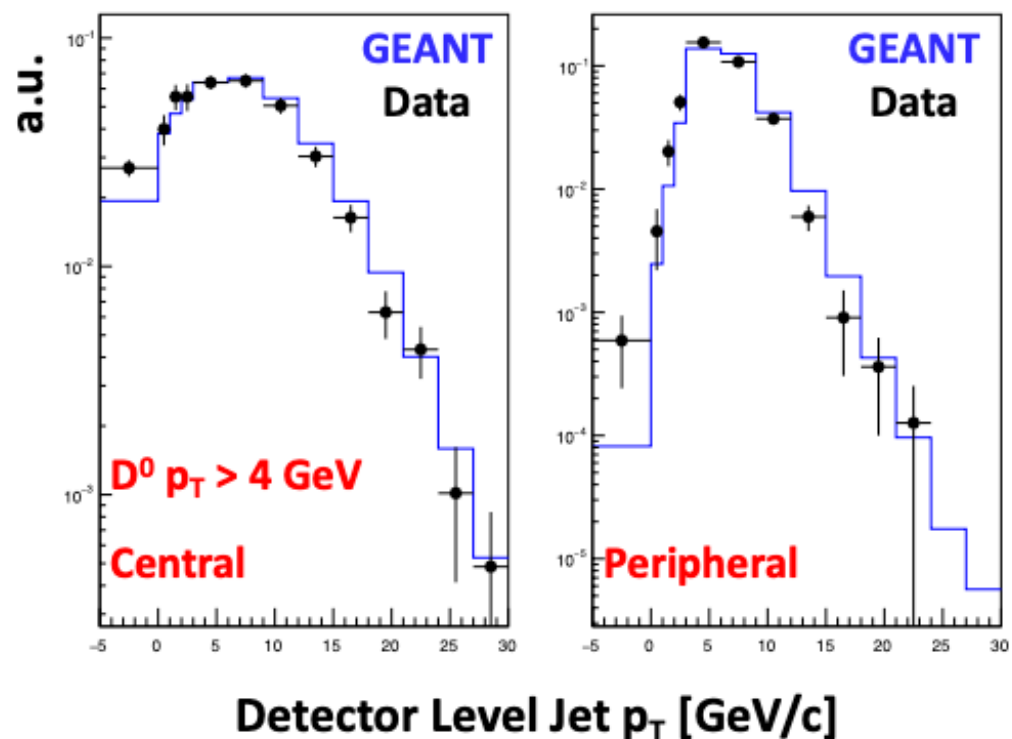 a.u.
10⁻¹
10⁻²
10⁻³
GEANT
Data
D⁰ p_T > 4 GeV
Central
−5 0 5 10 15 20 25 30
10⁻¹
10⁻²
10⁻³
10⁻⁴
10⁻⁵
GEANT
Data
Peripheral
−5 0 5 10 15 20 25 30
Detector Level Jet p_T [GeV/c]